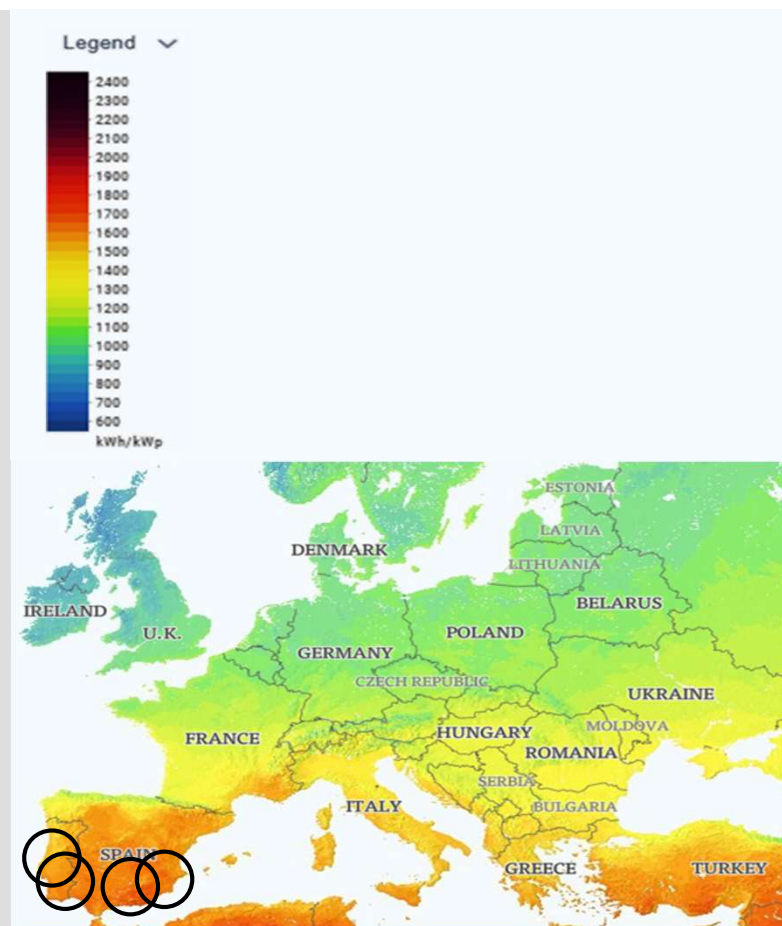 Legend
2400
2300
2200
2100
2000
1900
1800
1700
1600
1500
1400
1300
1200
1100
1000
900
800
700
600
kWh/kWp
ESTONIA
LATVIA
DENMARK
LITHUANIA
BELARUS
IRELAND
U.K.
POLAND
GERMANY
CZECH REPUBLIC
UKRAINE
MOLDOVA
FRANCE
HUNGARY
ROMANIA
SERBIA
ITALY
BULGARIA
SPAIN
GREECE
TURKEY